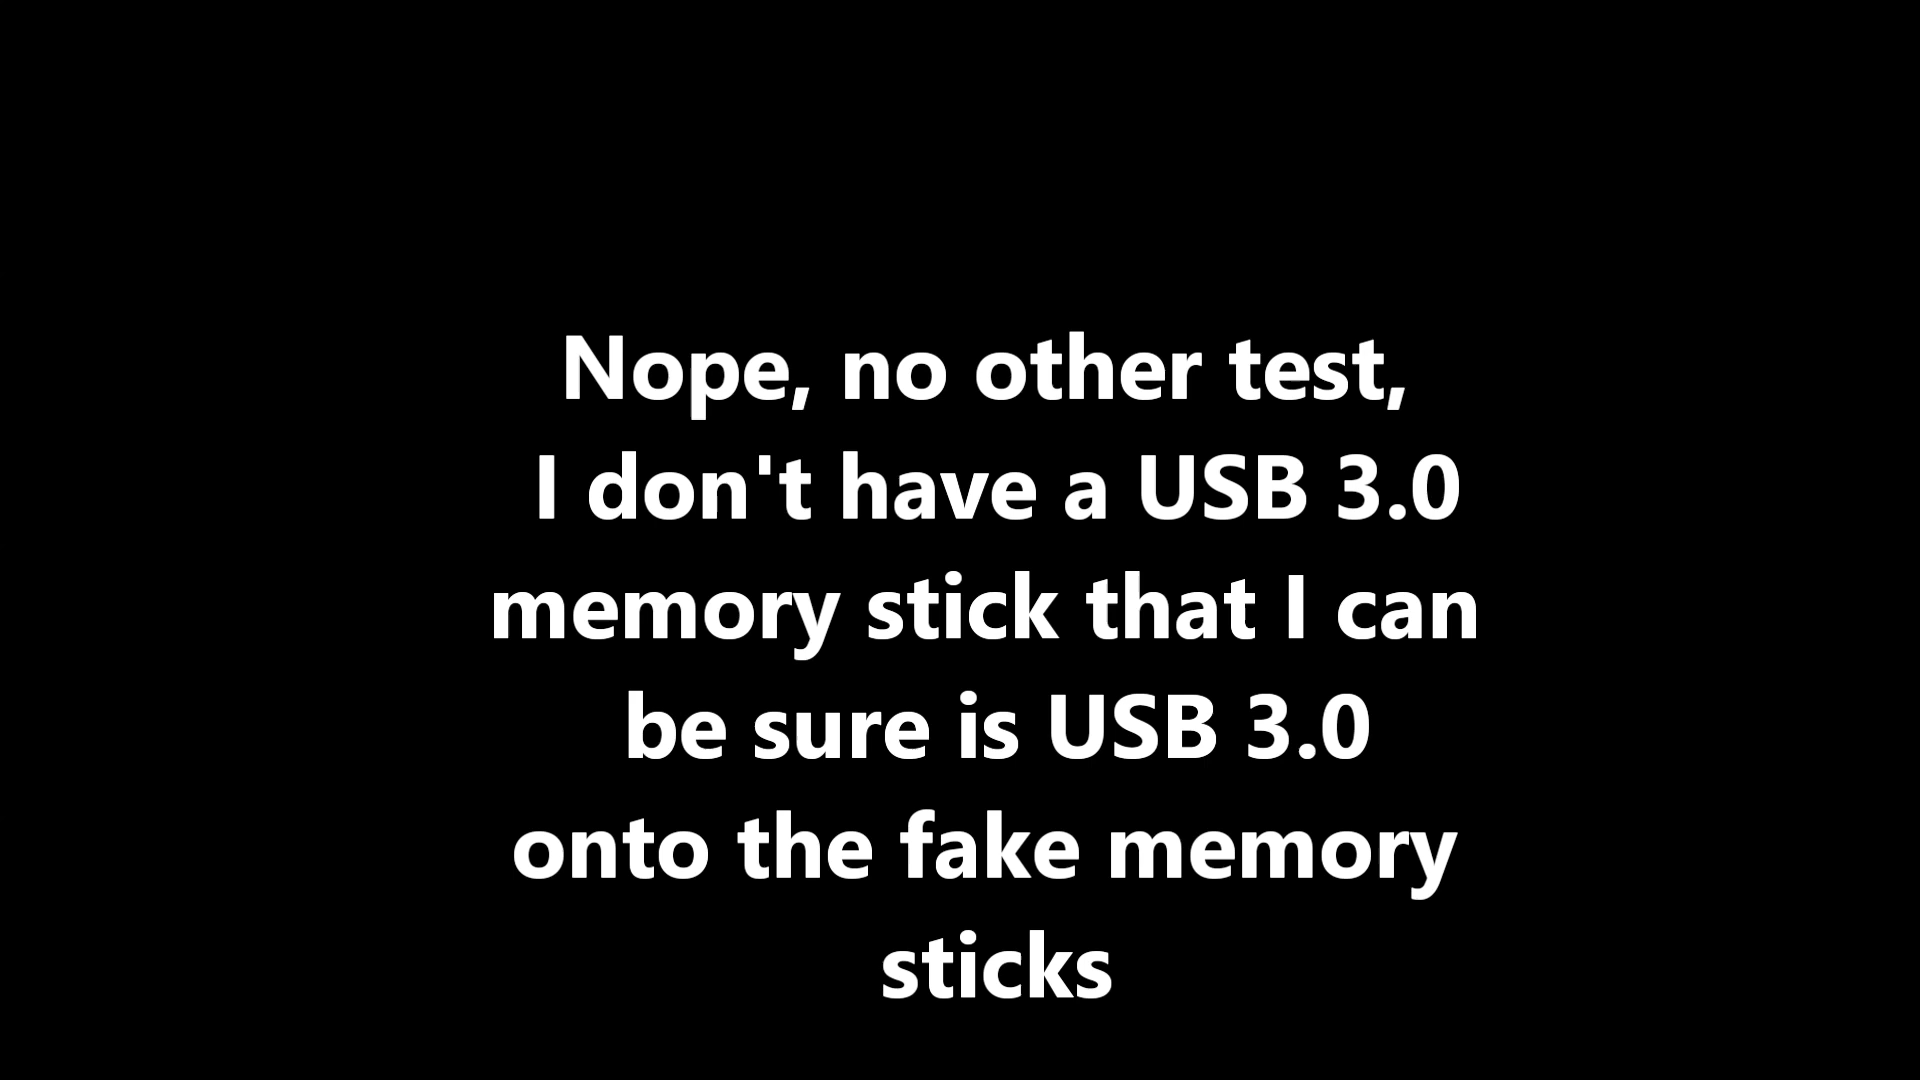 Nope, no other test,
I don't have a USB 3.0
memory stick that I can
be sure is USB 3.0
onto the fake memory
sticks